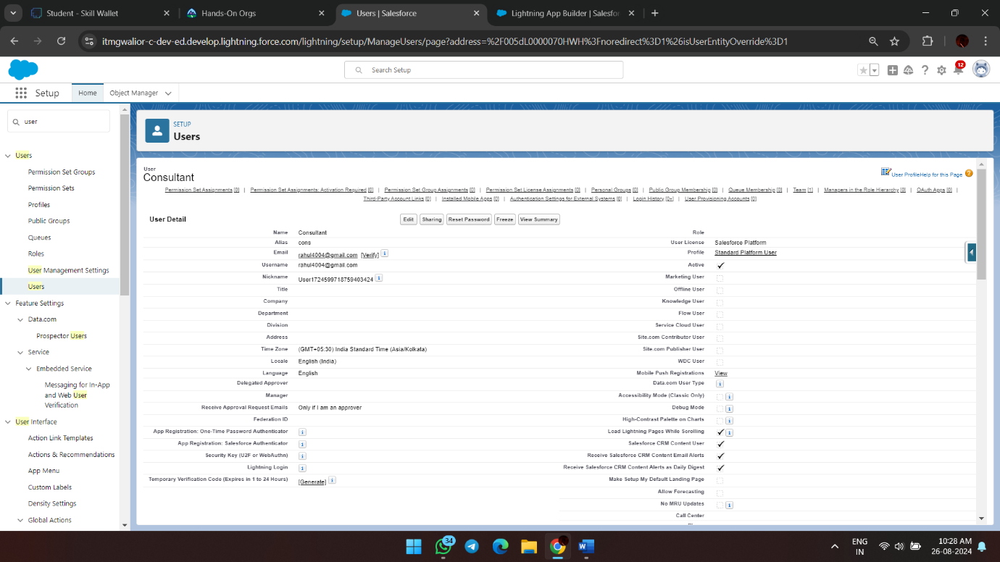 Student - Skill Wallet
Hands-On Orgs
Users | Salesforce
Lightning App Builder | Salesfor
itmgwalior-c-dev-ed.develop.lightning.force.com/lightning/setup/ManageUsers/page?address=%2F005dL0000070HWH%3Fnoredirect%3D1%26isUserEntityOverride%3D1
Search Setup
12
Setup
Home
Object Manager
user
Users
Permission Set Groups
Permission Sets
Profiles
Public Groups
Queues
Roles
User Management Settings
Users
Feature Settings
Data.com
Prospector Users
Service
Embedded Service
Messaging for In-App
and Web User
Verification
User Interface
Action Link Templates
Actions & Recommendations
App Menu
Custom Labels
Density Settings
Global Actions
SETUP
Users
User
Consultant
User Profile Help for this Page
Permission Set Assignments [0] | Permission Set Assignments: Activation Required [0] | Permission Set Group Assignments [0] | Permission Set License Assignments [0] | Personal Groups [0] | Public Group Membership [0] | Queue Membership [0] | Team [1] | Managers in the Role Hierarchy [0] | OAuth Apps [0] |
Third-Party Account Links [0] | Installed Mobile Apps [0] | Authentication Settings for External Systems [0] | Login History [0+] | User Provisioning Accounts [0]
User Detail
Edit Sharing Reset Password Freeze View Summary
Name Consultant Role
Alias cons User License Salesforce Platform
Email rahul4004@gmail.com [Verify] i Profile Standard Platform User
Username rahul4004@gmail.com Active
Nickname User1724599718759403424 i Marketing User
Title Offline User
Company Knowledge User
Department Flow User
Division Service Cloud User
Address Site.com Contributor User
Time Zone (GMT+05:30) India Standard Time (Asia/Kolkata) Site.com Publisher User
Locale English (India) WDC User
Language English Mobile Push Registrations View
Delegated Approver Data.com User Type i
Manager Accessibility Mode (Classic Only) i
Receive Approval Request Emails Only if I am an approver Debug Mode i
Federation ID High-Contrast Palette on Charts i
App Registration: One-Time Password Authenticator i Load Lightning Pages While Scrolling i
App Registration: Salesforce Authenticator i Salesforce CRM Content User
Security Key (U2F or WebAuthn) i Receive Salesforce CRM Content Email Alerts
Lightning Login i Receive Salesforce CRM Content Alerts as Daily Digest
Temporary Verification Code (Expires in 1 to 24 Hours) [Generate] i Make Setup My Default Landing Page
Allow Forecasting
No MRU Updates i
Call Center
34
ENG
IN
10:28 AM
26-08-2024